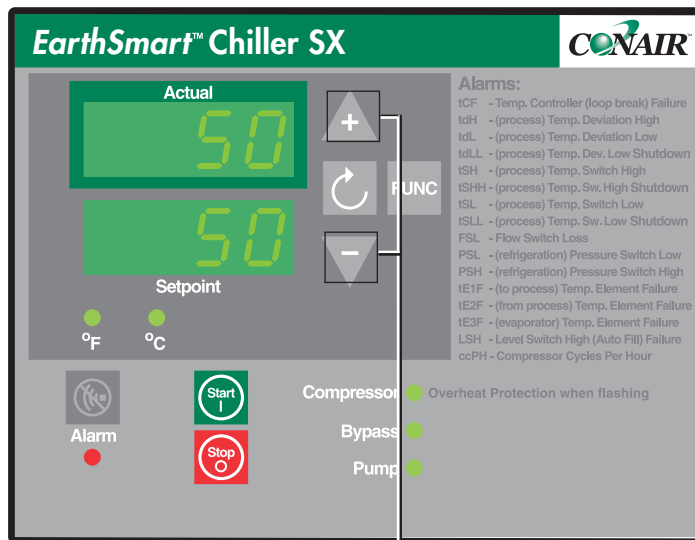 EarthSmart™ Chiller SX
CONAIR™
Actual
50
+
FUNC
50
−
Setpoint
°F
°C
Alarms:
tCF - Temp. Controller (loop break) Failure
tdH - (process) Temp. Deviation High
tdL - (process) Temp. Deviation Low
tdLL - (process) Temp. Dev. Low Shutdown
tSH - (process) Temp. Switch High
tSHH - (process) Temp. Sw. High Shutdown
tSL - (process) Temp. Switch Low
tSLL - (process) Temp. Sw. Low Shutdown
FSL - Flow Switch Loss
PSL - (refrigeration) Pressure Switch Low
PSH - (refrigeration) Pressure Switch High
tE1F - (to process) Temp. Element Failure
tE2F - (from process) Temp. Element Failure
tE3F - (evaporator) Temp. Element Failure
LSH - Level Switch High (Auto Fill) Failure
ccPH - Compressor Cycles Per Hour
Alarm
Start
I
Stop
O
Compressor Overheat Protection when flashing
Bypass
Pump